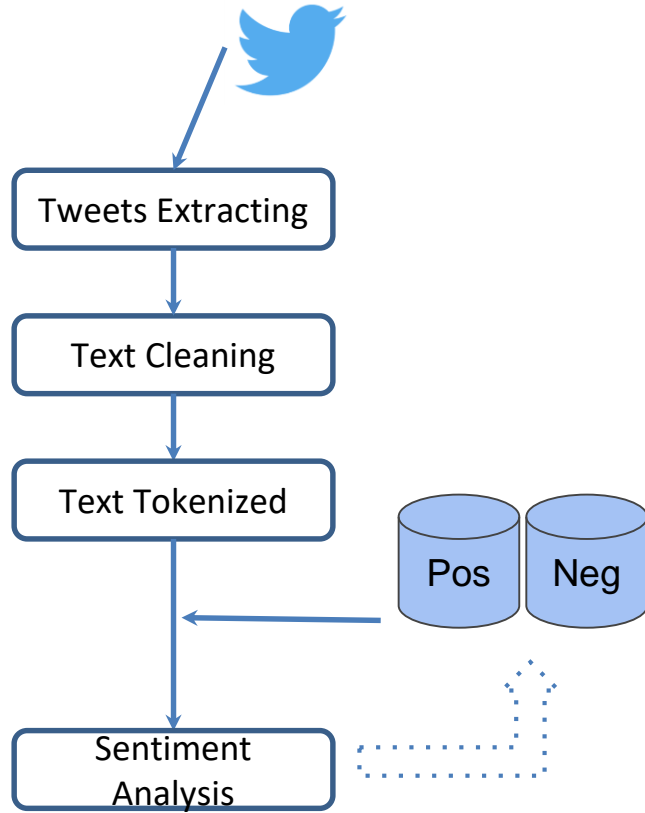 Tweets Extracting
Text Cleaning
Text Tokenized
Pos
Neg
Sentiment
Analysis